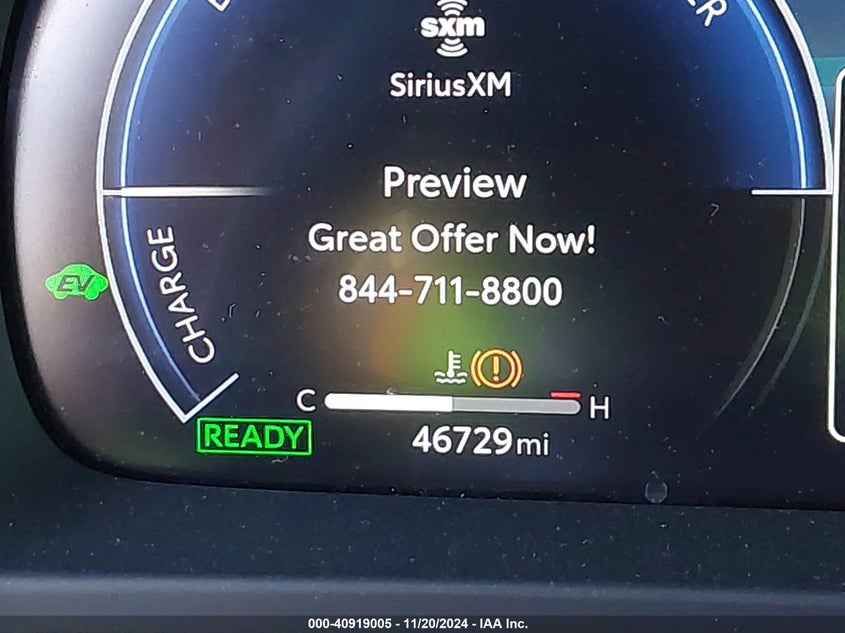 sxm
SiriusXM
Preview
Great Offer Now!
844-711-8800
CHARGE
EV
C
H
READY
46729mi
000-40919005 - 11/20/2024 - IAA Inc.